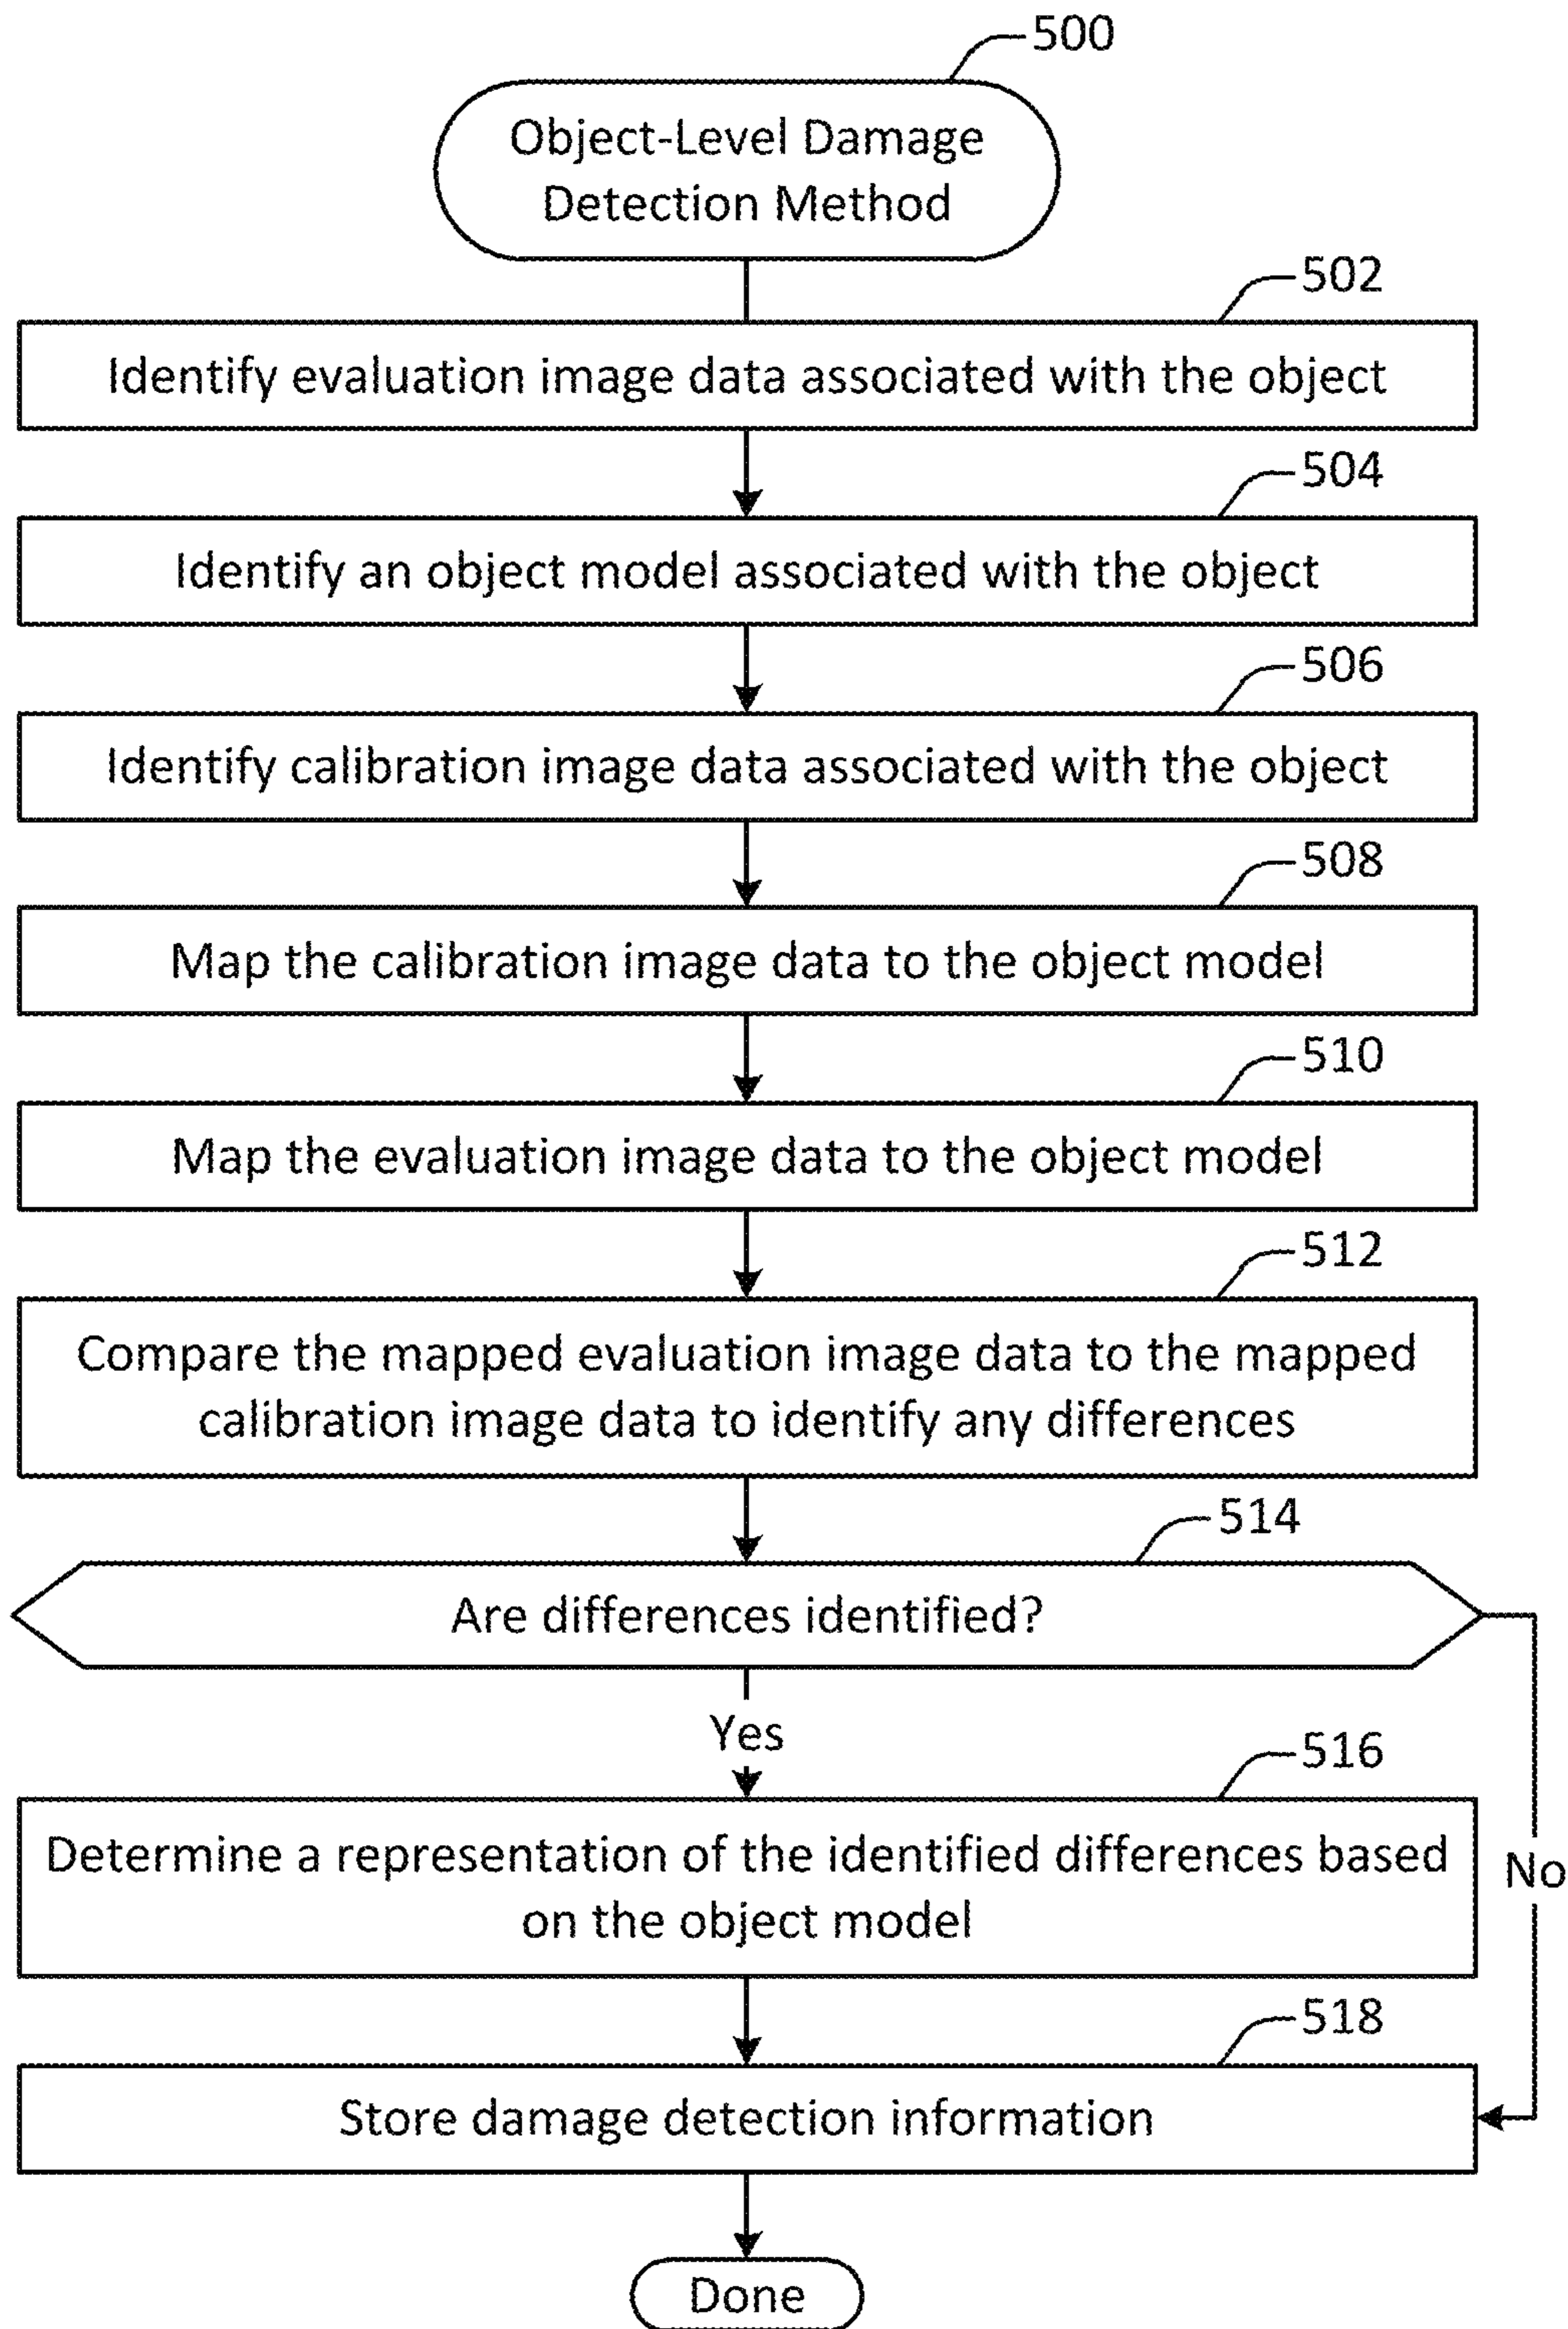 500
Object-Level Damage
Detection Method
502
Identify evaluation image data associated with the object
504
Identify an object model associated with the object
506
Identify calibration image data associated with the object
508
Map the calibration image data to the object model
510
Map the evaluation image data to the object model
512
Compare the mapped evaluation image data to the mapped
calibration image data to identify any differences
514
Are differences identified?
Yes
516
Determine a representation of the identified differences based
on the object model
No
518
Store damage detection information
Done